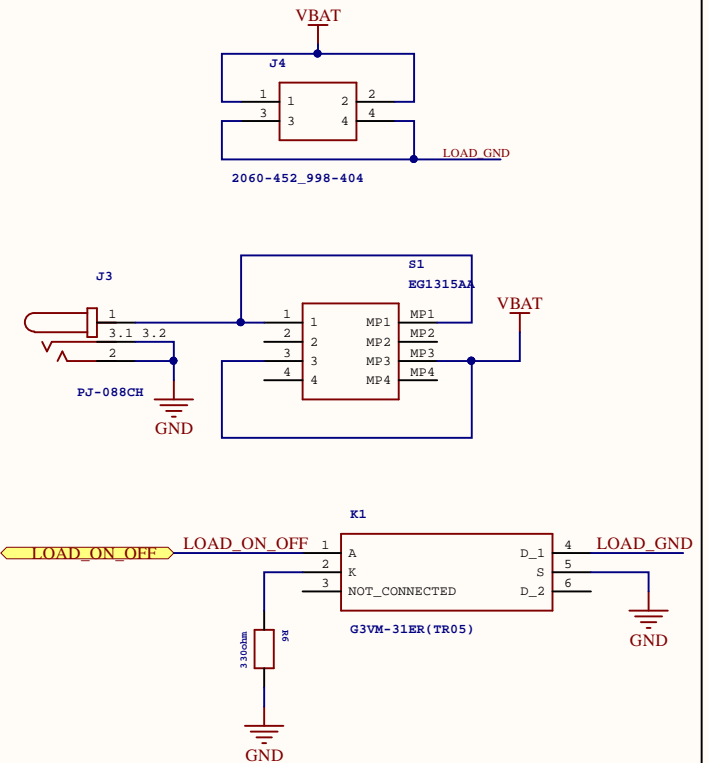 VBAT
J4
1 1 2 2
3 3 4 4
LOAD_GND
2060-452_998-404
J3
S1
EG1315AA
VBAT
1
3.1 3.2
2
PJ-088CH
GND
1 1 MP1 MP1
2 2 MP2 MP2
3 3 MP3 MP3
4 4 MP4 MP4
K1
LOAD_ON_OFF
LOAD_ON_OFF
1 A D_1 4
2 K S 5
3 NOT_CONNECTED D_2 6
LOAD_GND
G3VM-31ER(TR05)
R6
330ohm
GND
GND